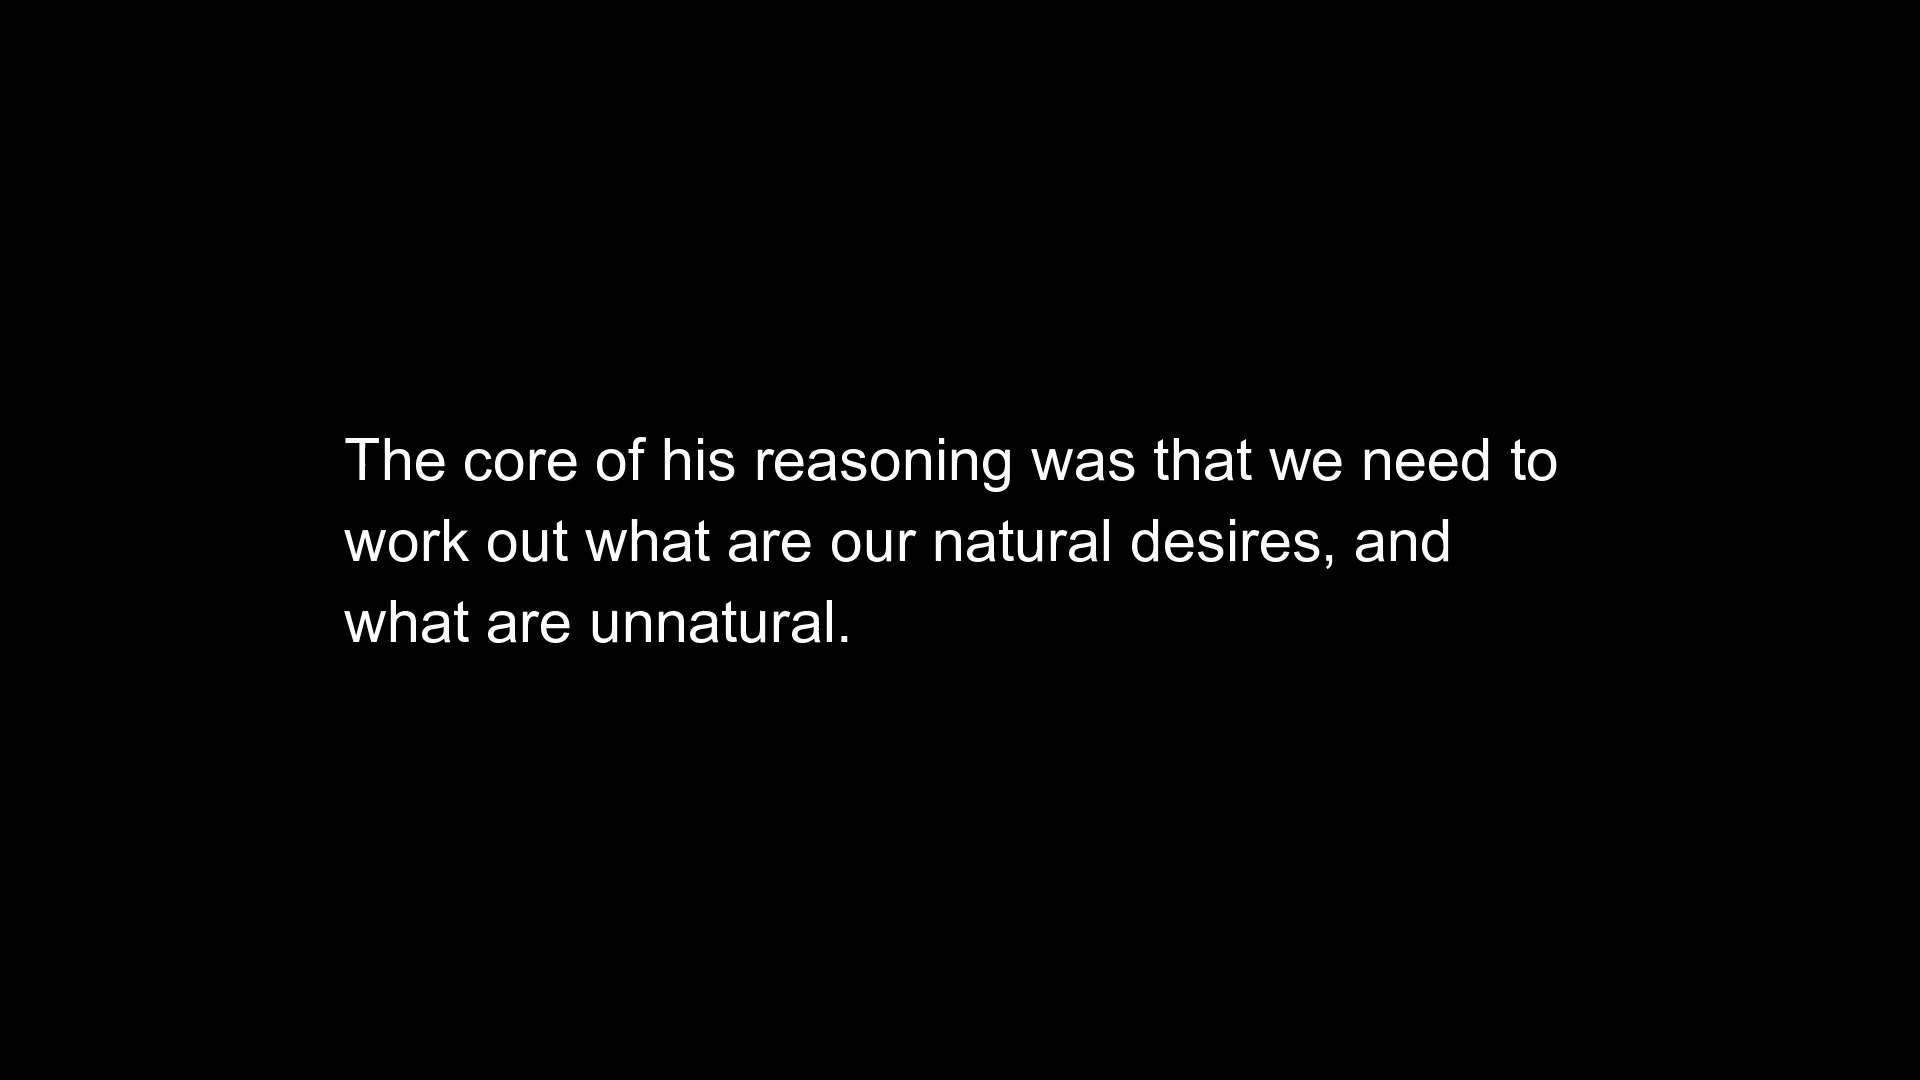 The core of his reasoning was that we need to
work out what are our natural desires, and
what are unnatural.